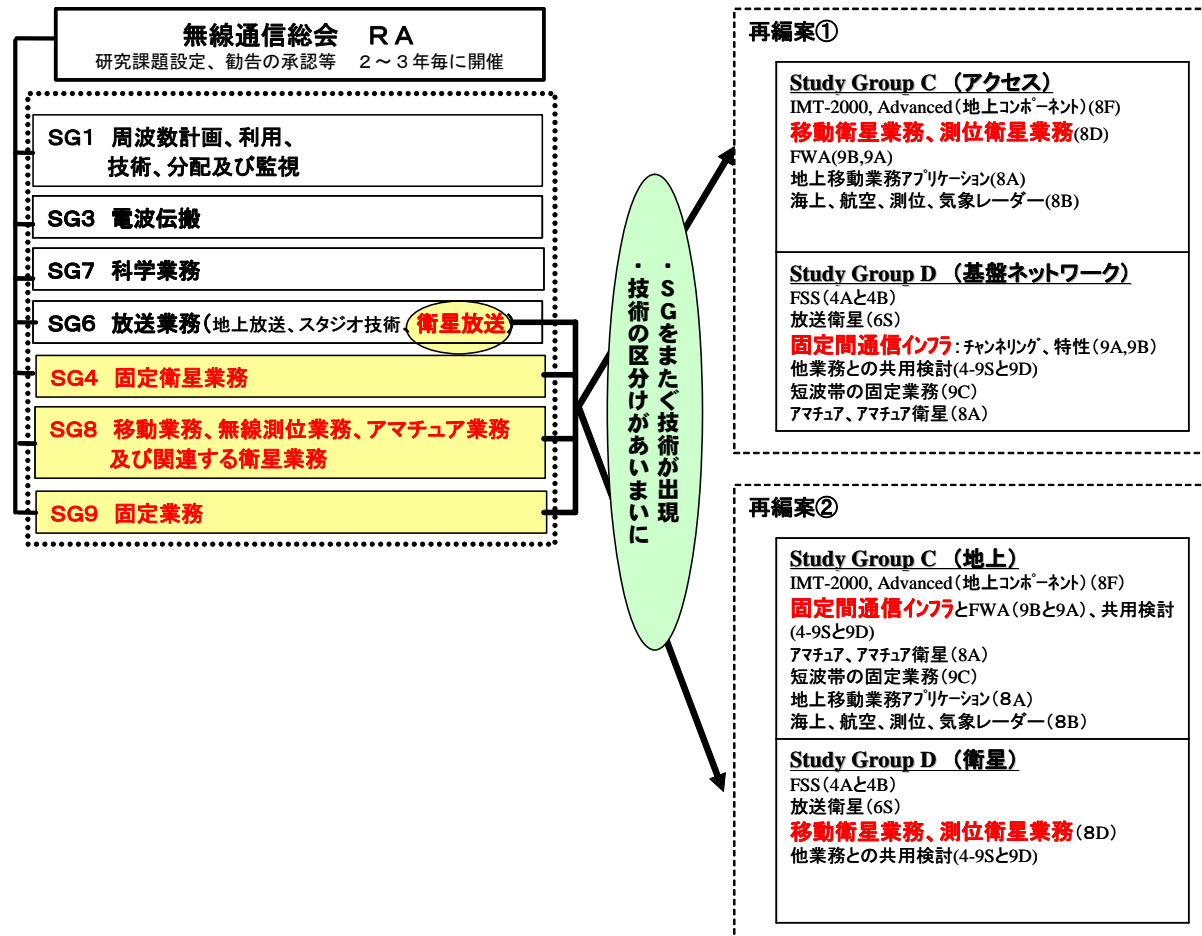 無線通信総会　ＲＡ
研究課題設定、勧告の承認等　２～３年毎に開催
SG1 周波数計画、利用、
技術、分配及び監視
SG3 電波伝搬
SG7 科学業務
SG6 放送業務(地上放送、スタジオ技術、衛星放送)
SG4 固定衛星業務
SG8 移動業務、無線測位業務、アマチュア業務
及び関連する衛星業務
SG9 固定業務
・ＳＧをまたぐ技術が出現
・技術の区分けがあいまいに
再編案①
Study Group C （アクセス）
IMT-2000, Advanced(地上ｺﾝﾎﾟｰﾈﾝﾄ)(8F)
移動衛星業務、測位衛星業務(8D)
FWA(9B,9A)
地上移動業務ｱﾌﾟﾘｹｰｼｮﾝ(8A)
海上、航空、測位、気象レーダー(8B)
Study Group D （基盤ネットワーク）
FSS(4Aと4B)
放送衛星(6S)
固定間通信インフラ:ﾁｬﾝﾈﾘﾝｸﾞ、特性(9A,9B)
他業務との共用検討(4-9Sと9D)
短波帯の固定業務(9C)
ｱﾏﾁｭｱ、ｱﾏﾁｭｱ衛星(8A)
再編案②
Study Group C （地上）
IMT-2000, Advanced(地上ｺﾝﾎﾟｰﾈﾝﾄ) (8F)
固定間通信インフラとFWA(9Bと9A)、共用検討
(4-9Sと9D)
ｱﾏﾁｭｱ、ｱﾏﾁｭｱ衛星(8A)
短波帯の固定業務(9C)
地上移動業務ｱﾌﾟﾘｹｰｼｮﾝ(８A)
海上、航空、測位、気象レーダー(８B)
Study Group D （衛星）
FSS(4Aと4B)
放送衛星(6S)
移動衛星業務、測位衛星業務(８D)
他業務との共用検討(4-9Sと9D)